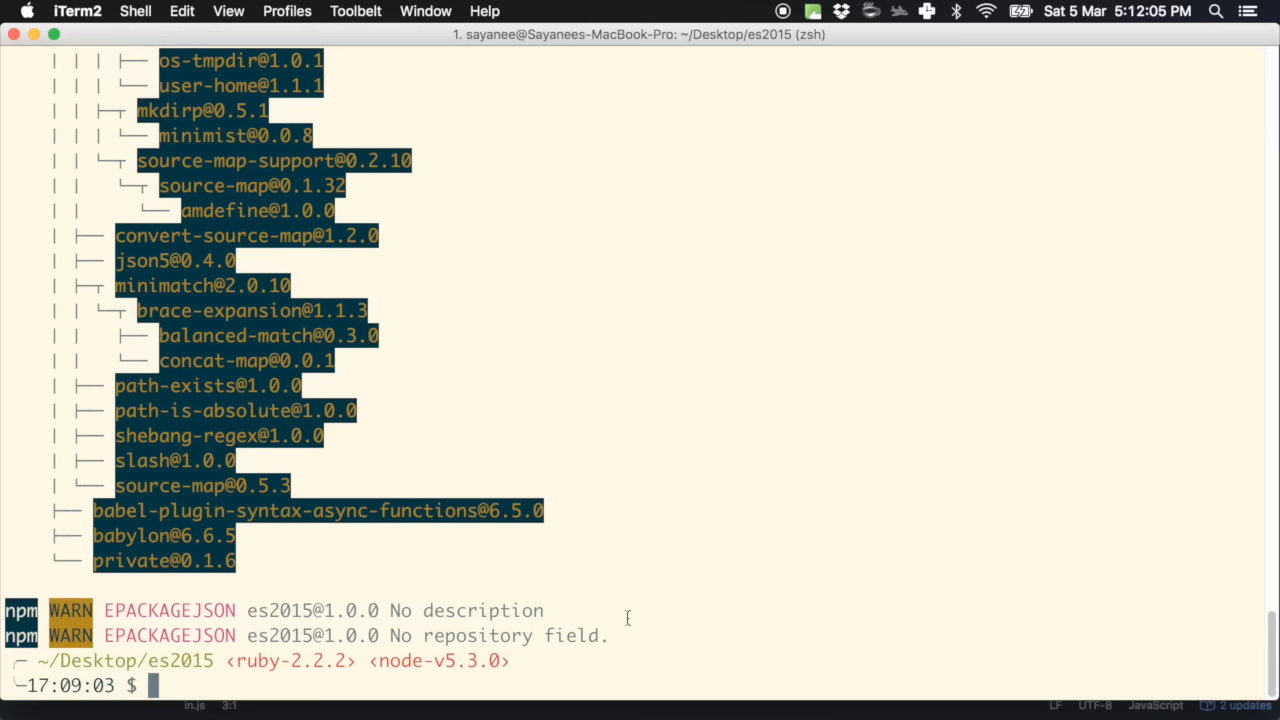 iTerm2 Shell Edit View Profiles Toolbelt Window Help Sat 5 Mar 5:12:05 PM
1. sayanee@Sayanees-MacBook-Pro: ~/Desktop/es2015 (zsh)
│ │ │ ├── os-tmpdir@1.0.1
│ │ │ └── user-home@1.1.1
│ ├─┬ mkdirp@0.5.1
│ │ │ └── minimist@0.0.8
│ └─┬ source-map-support@0.2.10
│ │ └─┬ source-map@0.1.32
│ │ └── amdefine@1.0.0
│ ├── convert-source-map@1.2.0
│ ├── json5@0.4.0
│ ├─┬ minimatch@2.0.10
│ │ └─┬ brace-expansion@1.1.3
│ │ ├── balanced-match@0.3.0
│ │ └── concat-map@0.0.1
│ ├── path-exists@1.0.0
│ ├── path-is-absolute@1.0.0
│ ├── shebang-regex@1.0.0
│ ├── slash@1.0.0
│ └── source-map@0.5.3
├── babel-plugin-syntax-async-functions@6.5.0
├── babylon@6.6.5
└── private@0.1.6
npm WARN EPACKAGEJSON es2015@1.0.0 No description
npm WARN EPACKAGEJSON es2015@1.0.0 No repository field.
╭─ ~/Desktop/es2015 ‹ruby-2.2.2› ‹node-v5.3.0›
╰─17:09:03 $
in.js 3:1 LF UTF-8 JavaScript 2 updates